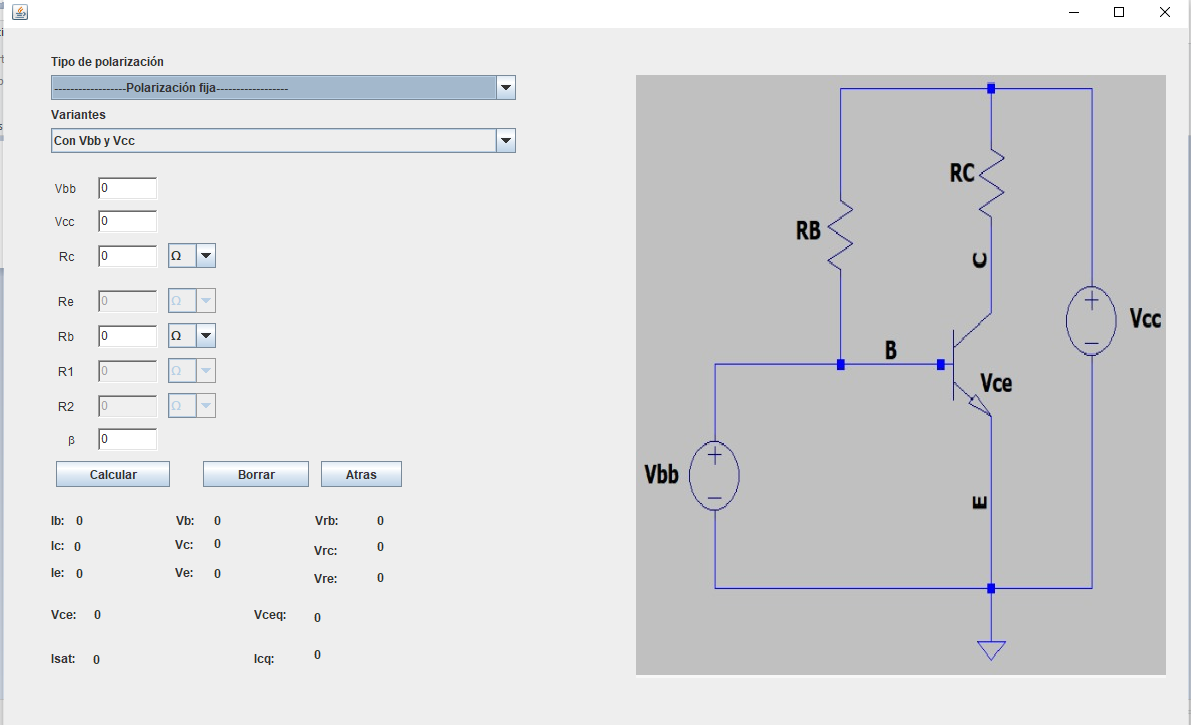 Tipo de polarización
------------------Polarización fija------------------
Variantes
Con Vbb y Vcc
Vbb 0
Vcc 0
Rc 0 Ω
Re 0 Ω
Rb 0 Ω
R1 0 Ω
R2 0 Ω
β 0
Calcular Borrar Atras
Ib: 0 Vb: 0 Vrb: 0
Ic: 0 Vc: 0 Vrc: 0
Ie: 0 Ve: 0 Vre: 0
Vce: 0 Vceq: 0
Isat: 0 Icq: 0
RC
RB
C
Vcc
B
Vce
Vbb
E